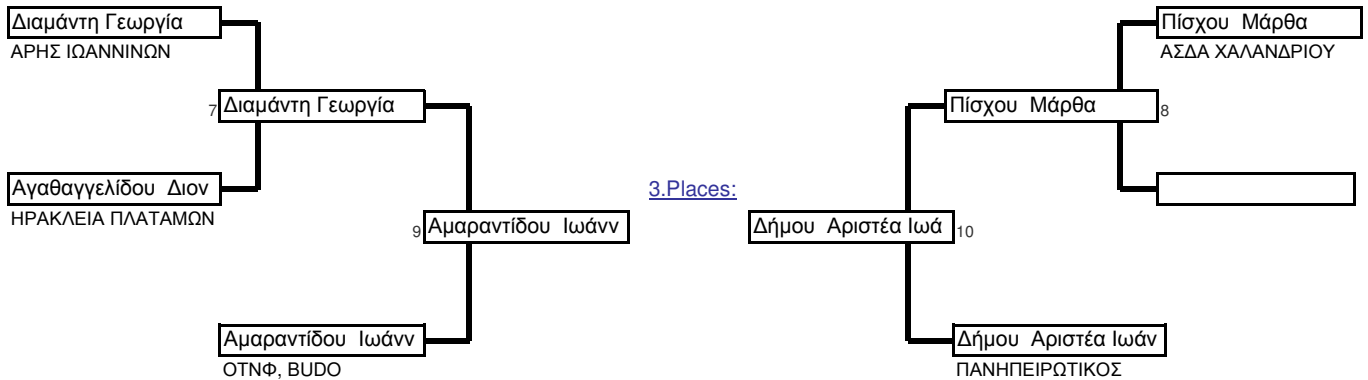 Διαμάντη Γεωργία
ΑΡΗΣ ΙΩΑΝΝΙΝΩΝ
7 Διαμάντη Γεωργία
Αγαθαγγελίδου Διον
ΗΡΑΚΛΕΙΑ ΠΛΑΤΑΜΩΝ
9 Αμαραντίδου Ιωάνν
Αμαραντίδου Ιωάνν
ΟΤΝΦ, BUDO
3.Places:
Πίσχου Μάρθα
ΑΣΔΑ ΧΑΛΑΝΔΡΙΟΥ
Πίσχου Μάρθα 8
Δήμου Αριστέα Ιωά 10
Δήμου Αριστέα Ιωάν
ΠΑΝΗΠΕΙΡΩΤΙΚΟΣ